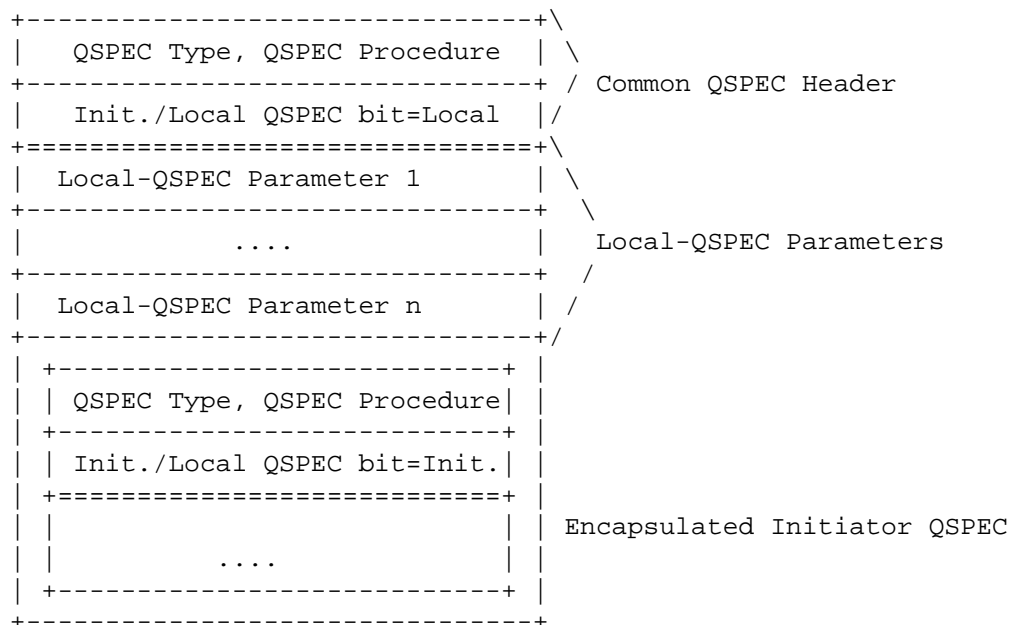 QSPEC Type, QSPEC Procedure
Common QSPEC Header
Init./Local QSPEC bit=Local
Local-QSPEC Parameter 1
....
Local-QSPEC Parameters
Local-QSPEC Parameter n
QSPEC Type, QSPEC Procedure
Init./Local QSPEC bit=Init.
Encapsulated Initiator QSPEC
....